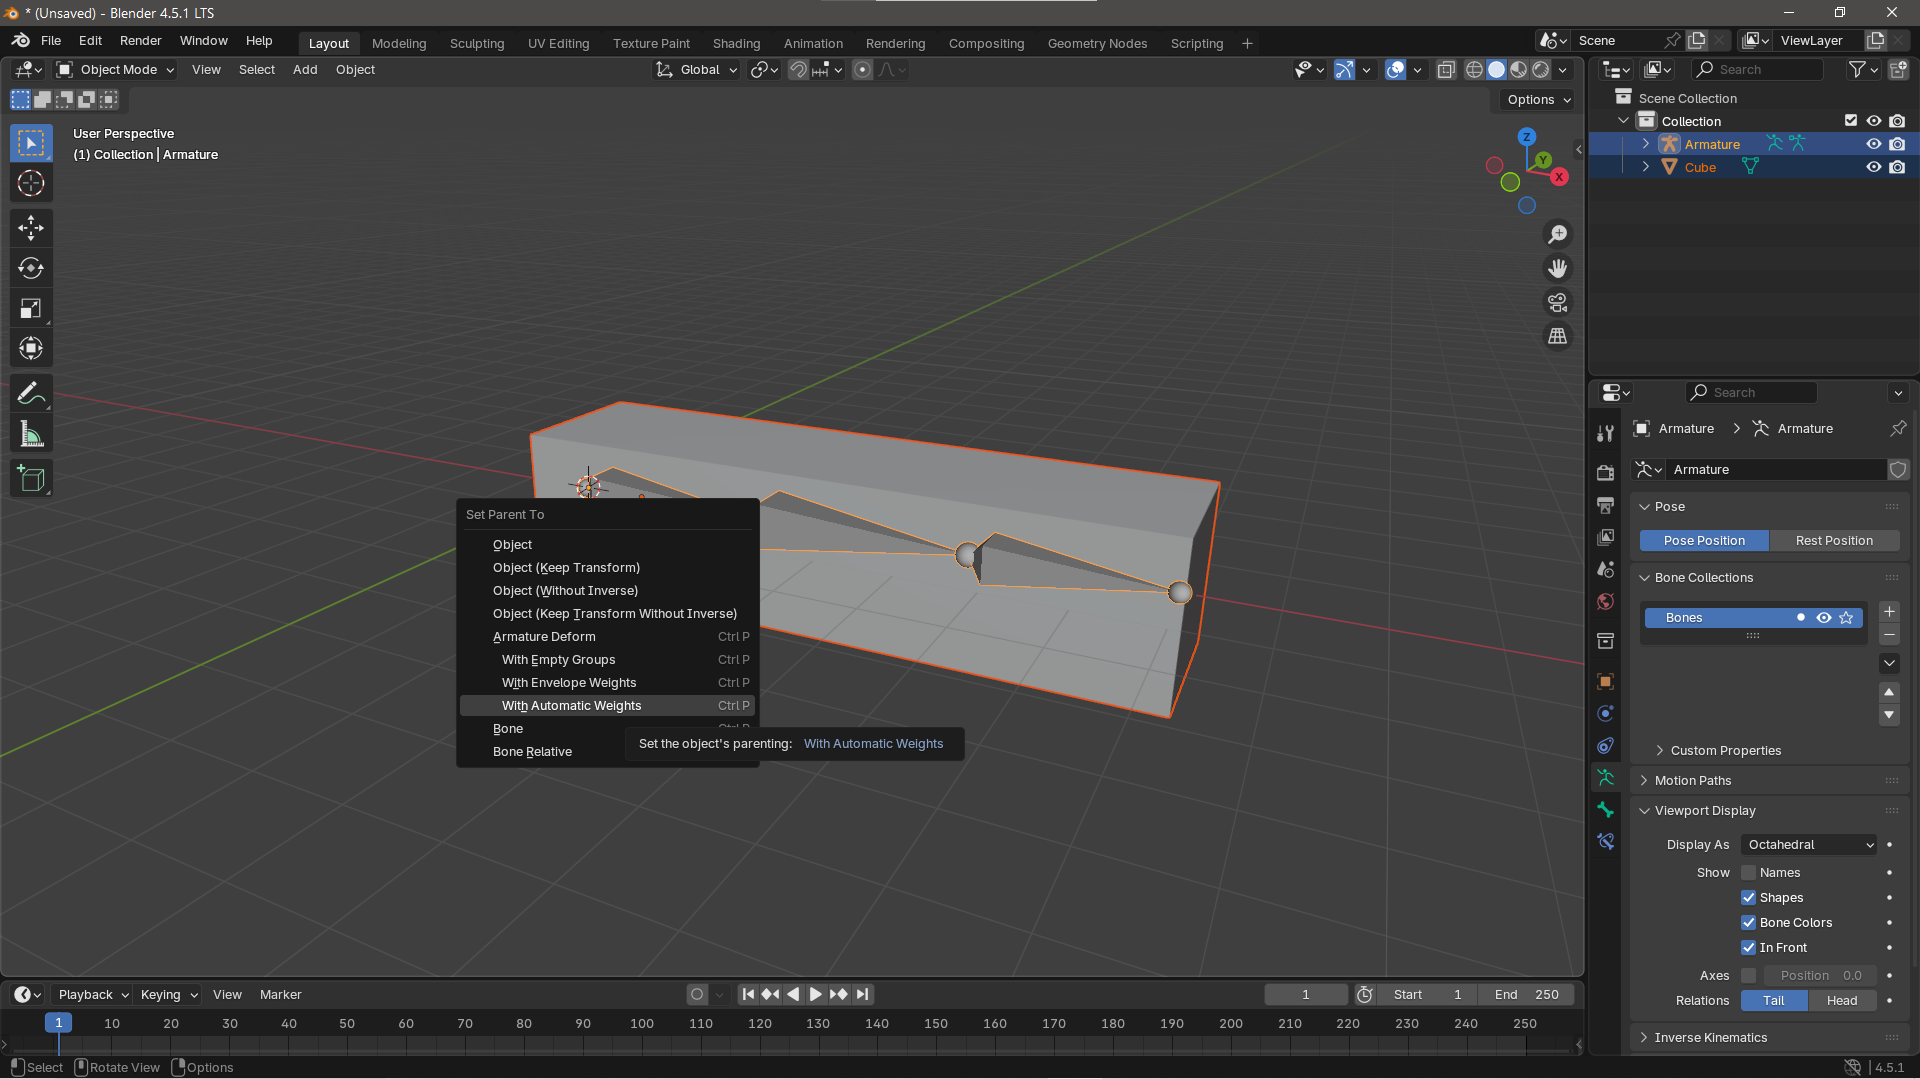 * (Unsaved) - Blender 4.5.1 LTS
File Edit Render Window Help Layout Modeling Sculpting UV Editing Texture Paint Shading Animation Rendering Compositing Geometry Nodes Scripting Scene ViewLayer
Object Mode View Select Add Object Global Search
Options
User Perspective
(1) Collection | Armature
Z
Y
X
Scene Collection
Collection
Armature
Cube
Search
Armature Armature
Armature
Pose
Pose Position Rest Position
Bone Collections
Bones
Custom Properties
Motion Paths
Viewport Display
Display As Octahedral
Show Names
Shapes
Bone Colors
In Front
Axes Position 0.0
Relations Tail Head
Inverse Kinematics
Set Parent To
Object
Object (Keep Transform)
Object (Without Inverse)
Object (Keep Transform Without Inverse)
Armature Deform Ctrl P
With Empty Groups Ctrl P
With Envelope Weights Ctrl P
With Automatic Weights Ctrl P
Bone
Bone Relative
Set the object's parenting: With Automatic Weights
Playback Keying View Marker 1 Start 1 End 250
1 10 20 30 40 50 60 70 80 90 100 110 120 130 140 150 160 170 180 190 200 210 220 230 240 250
Select Rotate View Options 4.5.1